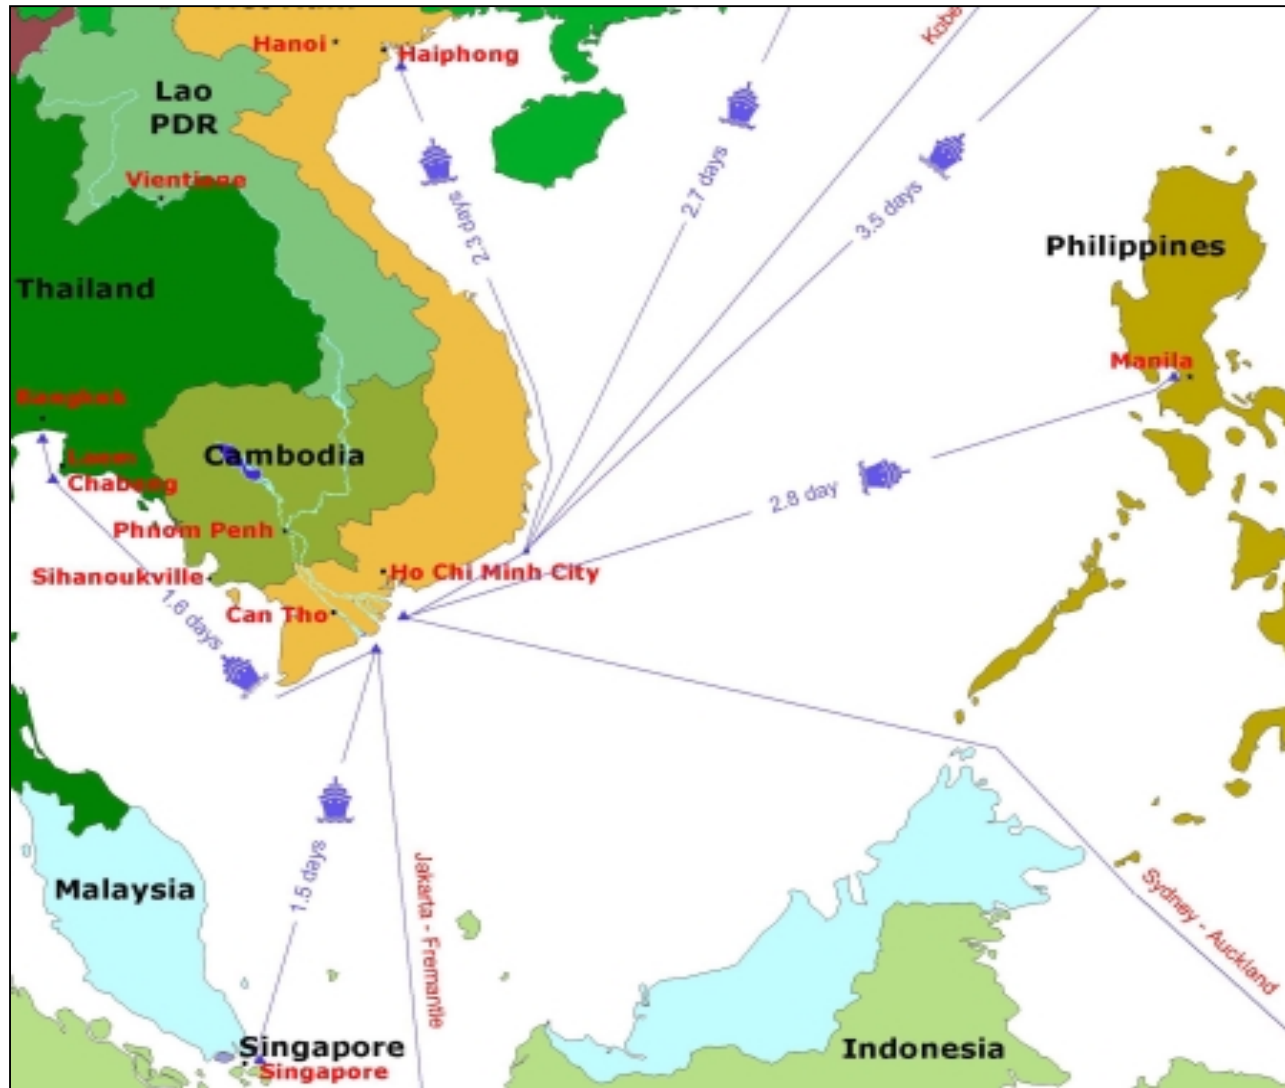 Hanoi
Haiphong
Kobe
Lao
PDR
Vientiane
2.3 days
2.7 days
3.5 days
Philippines
Thailand
Manila
Bangkok
Cambodia
Laem
Chabang
2.8 day
Phnom Penh
Sihanoukville
Ho Chi Minh City
1.6 days
Can Tho
1.5 days
Malaysia
Jakarta - Fremantle
Sydney - Auckland
Singapore
Singapore
Indonesia